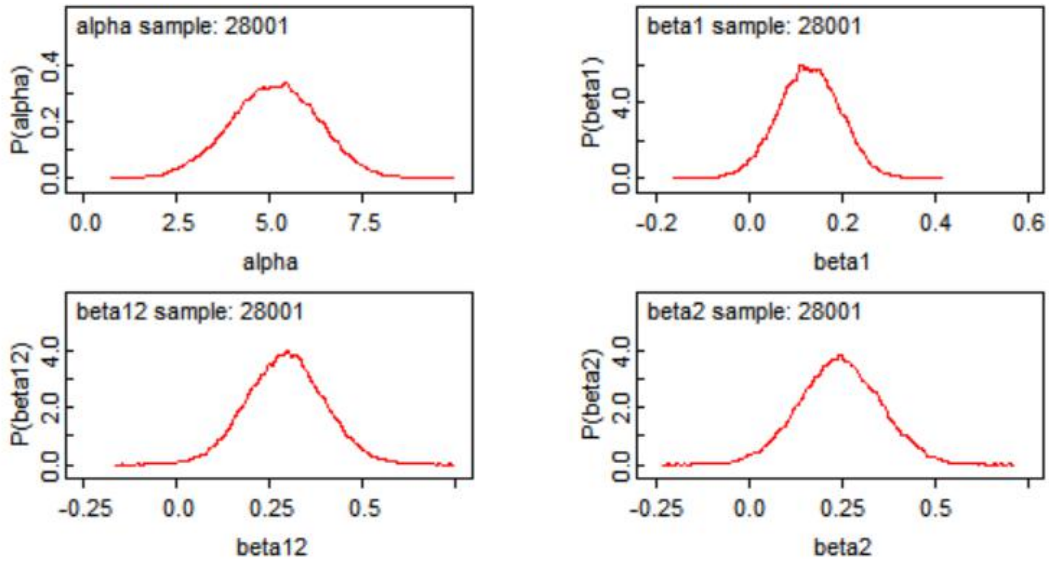 alpha sample: 28001
P(alpha)
0.0 0.2 0.4
0.0 2.5 5.0 7.5
alpha
beta1 sample: 28001
P(beta1)
0.0 4.0
-0.2 0.0 0.2 0.4 0.6
beta1
beta12 sample: 28001
P(beta12)
0.0 2.0 4.0
-0.25 0.0 0.25 0.5
beta12
beta2 sample: 28001
P(beta2)
0.0 2.0 4.0
-0.25 0.0 0.25 0.5
beta2